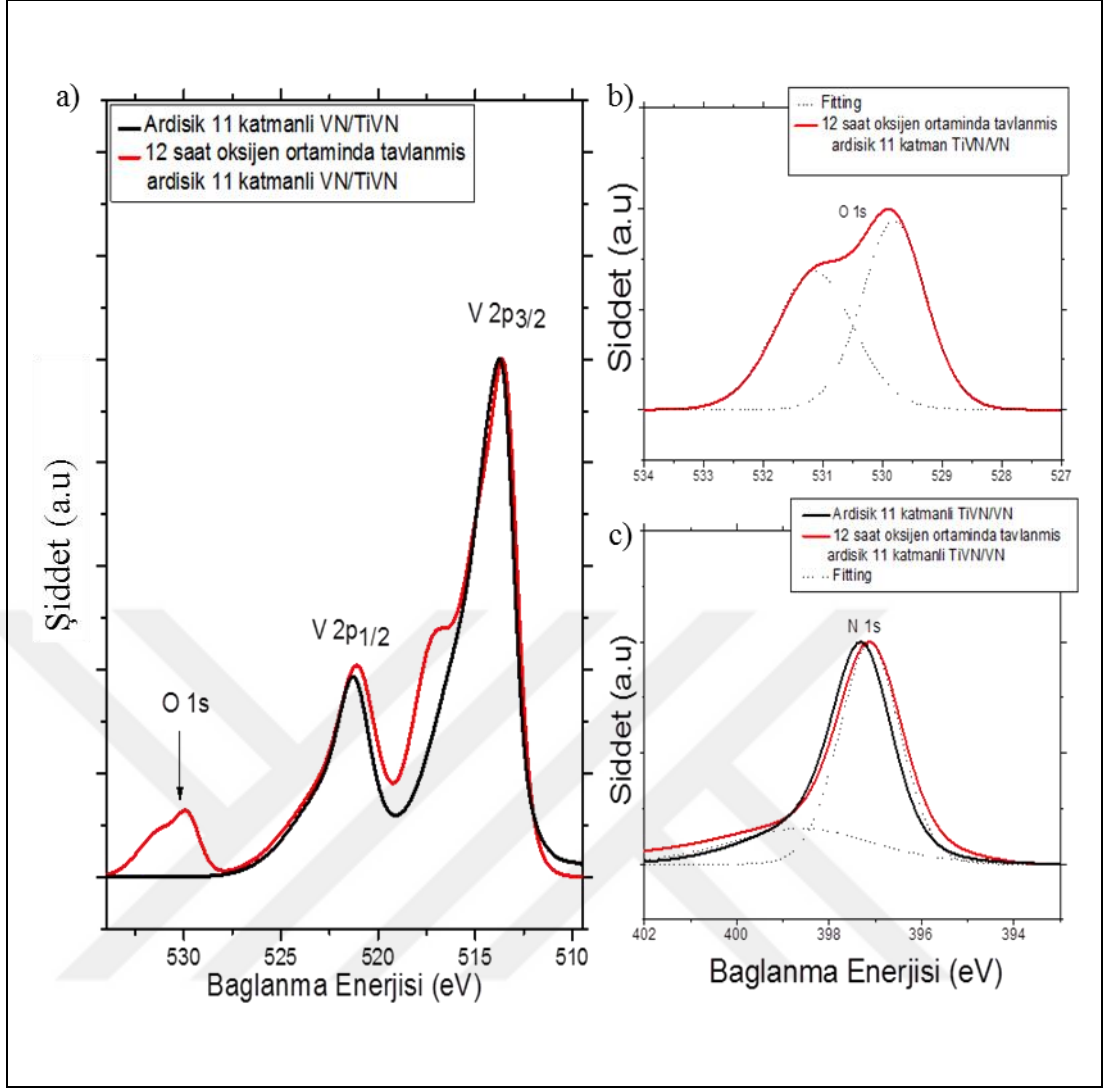 a)
Ardisik 11 katmanli VN/TiVN
12 saat oksijen ortaminda tavlanmis
ardisik 11 katmanli VN/TiVN
V 2p3/2
V 2p1/2
O 1s
Şiddet (a.u)
530 525 520 515 510
Baglanma Enerjisi (eV)
b)
Fitting
12 saat oksijen ortaminda tavlanmis
ardisik 11 katman TiVN/VN
O 1s
Siddet (a.u)
534 533 532 531 530 529 528 527
c)
Ardisik 11 katmanli TiVN/VN
12 saat oksijen ortaminda tavlanmis
ardisik 11 katmanli TiVN/VN
Fitting
N 1s
Siddet (a.u)
402 400 398 396 394
Baglanma Enerjisi (eV)